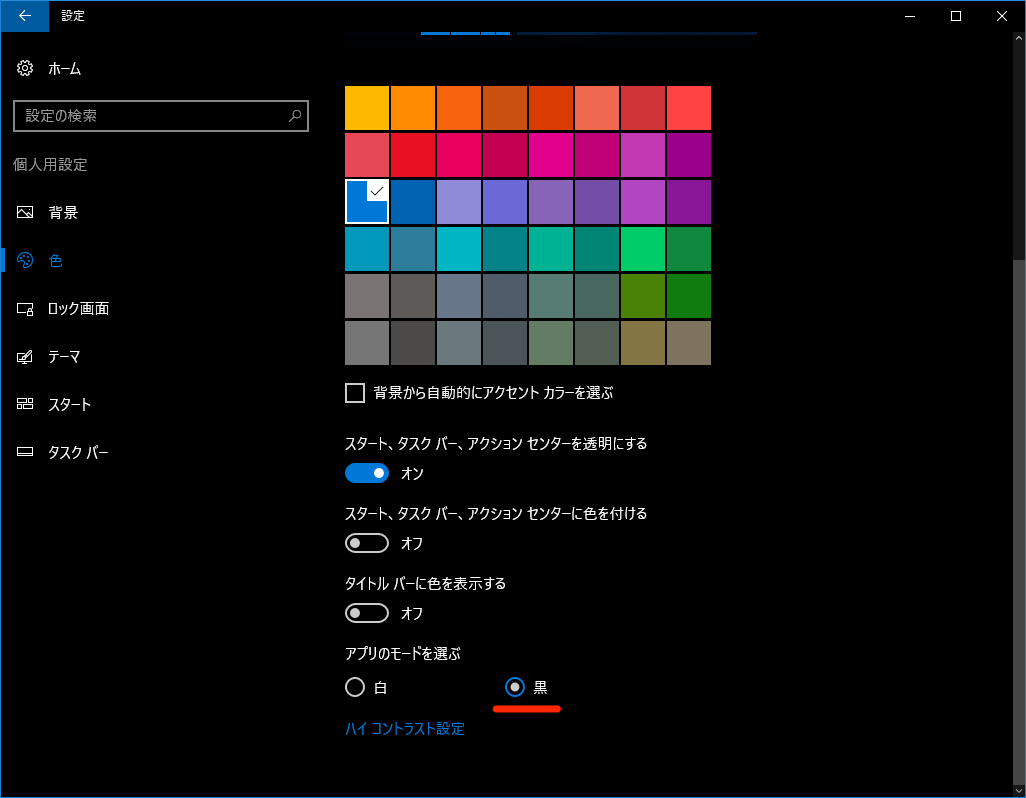 設定
ホーム
設定の検索
個人用設定
背景
色
ロック画面
テーマ
スタート
タスク バー
背景から自動的にアクセント カラーを選ぶ
スタート、タスク バー、アクション センターを透明にする
オン
スタート、タスク バー、アクション センターに色を付ける
オフ
タイトル バーに色を表示する
オフ
アプリのモードを選ぶ
白 黒
ハイ コントラスト設定